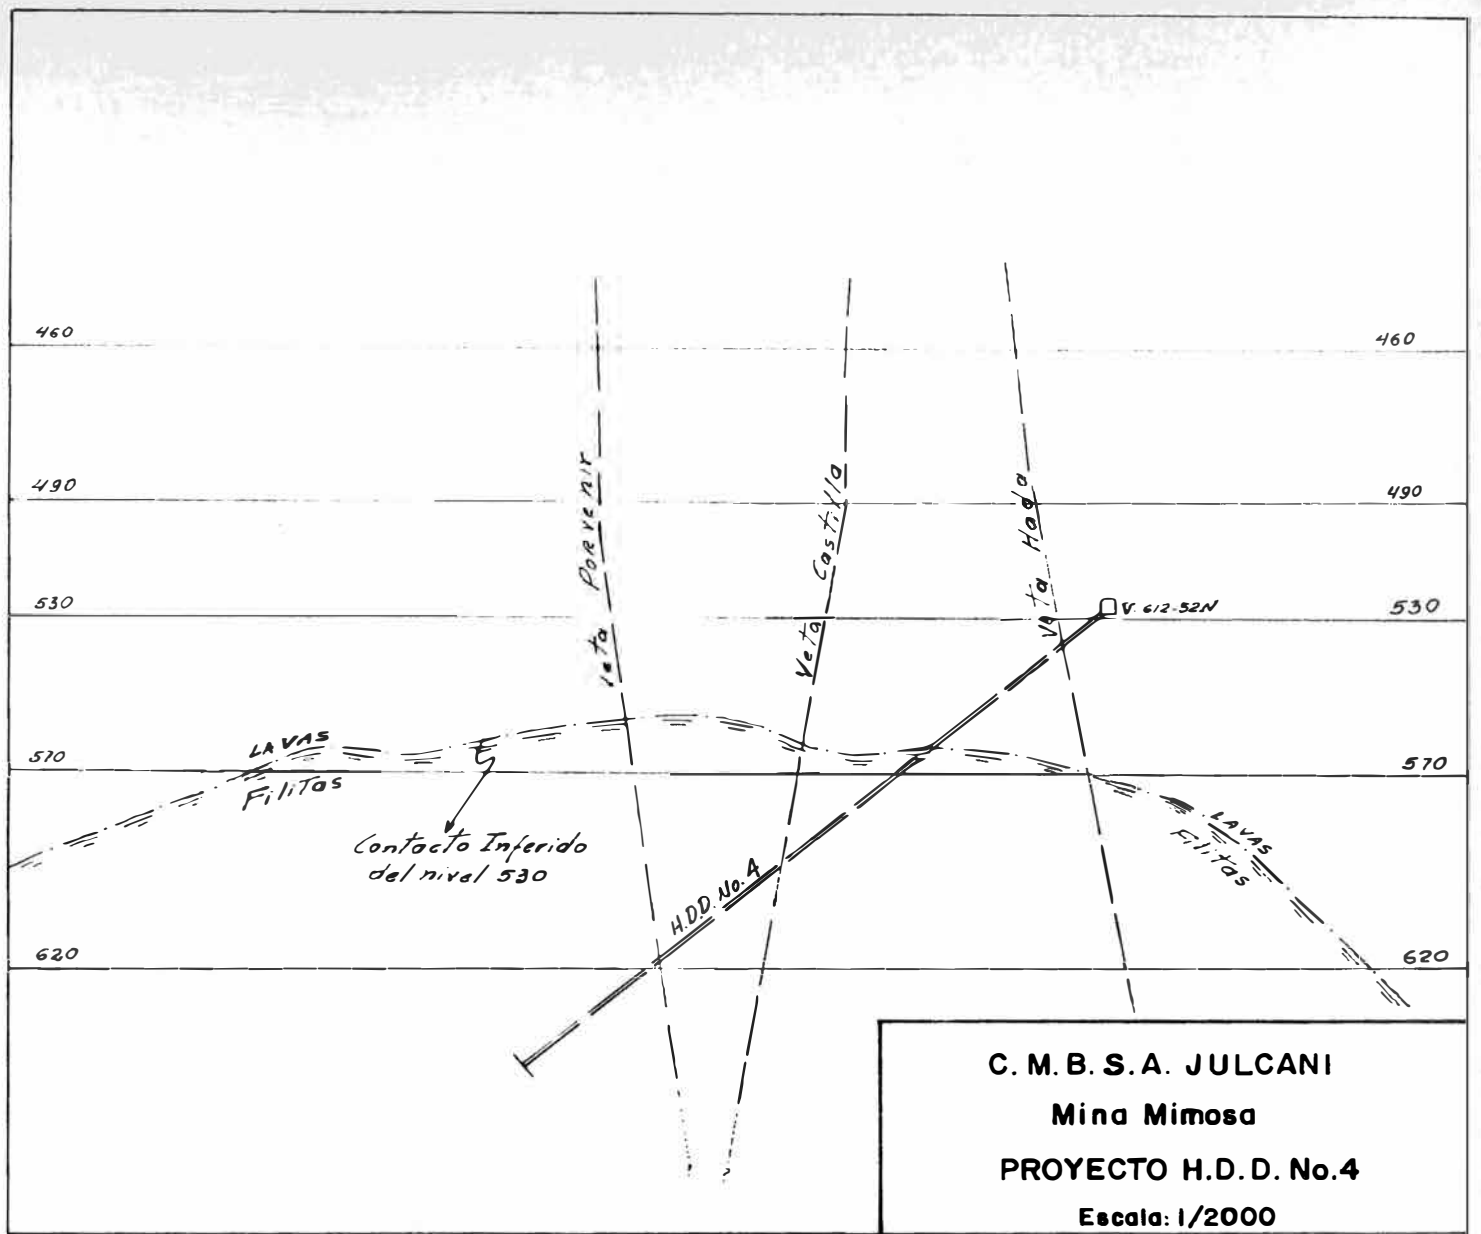 460
460
490
490
Veta Porvenir
Veta Castilla
Veta Hada
530
V. 612-52N
530
LAVAS
Filitas
570
570
Contacto Inferido
del nivel 530
LAVAS
Filitas
H.D.D. No. 4
620
620
C. M. B. S. A. JULCANI
Mina Mimosa
PROYECTO H.D.D. No.4
Escala: 1/2000